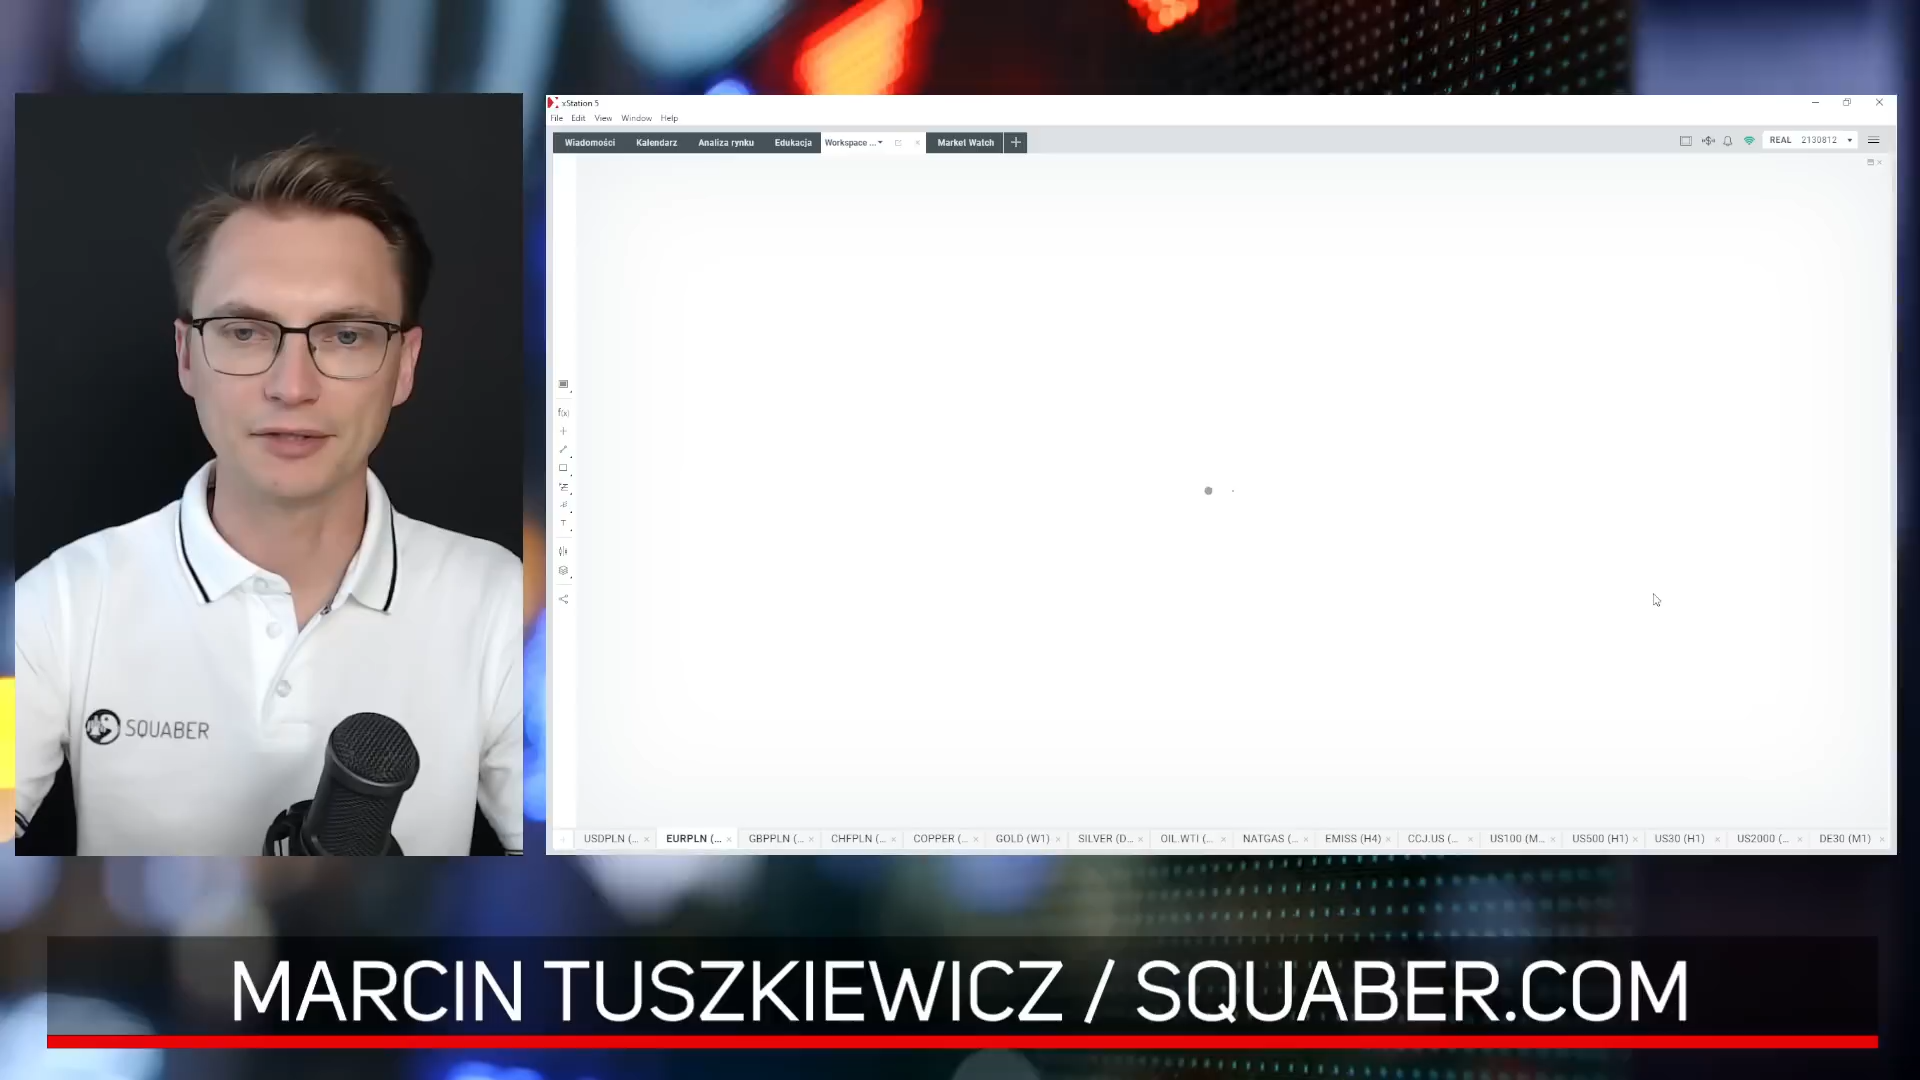 xStation 5
File Edit View Window Help
Wiadomości Kalendarz Analiza rynku Edukacja Workspace ... Market Watch
REAL 2130812
f(x)
T
SQUABER
USDPLN (... EURPLN (... GBPPLN (... CHFPLN (... COPPER (... GOLD (W1) SILVER (D... OIL.WTI (... NATGAS (... EMISS (H4) CCJ.US (... US100 (M... US500 (H1) US30 (H1) US2000 (... DE30 (M1)
MARCIN TUSZKIEWICZ / SQUABER.COM